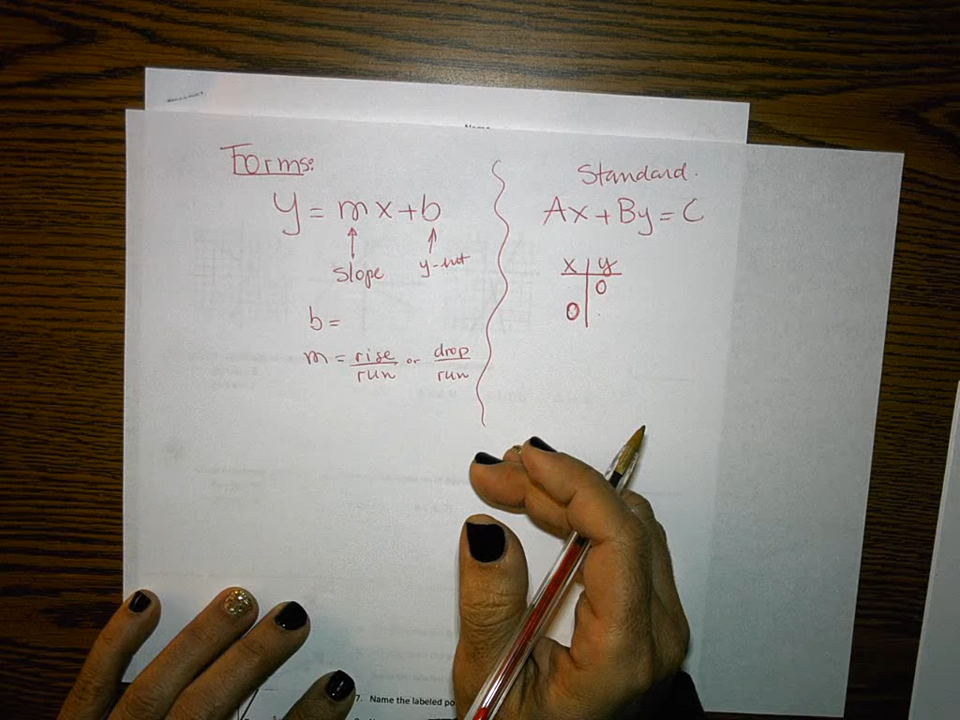 Forms:
y = mx + b
slope
y-int
b =
m = rise/run or drop/run
Standard.
Ax + By = C
x | y
| 0
0 |
7. Name the labeled po